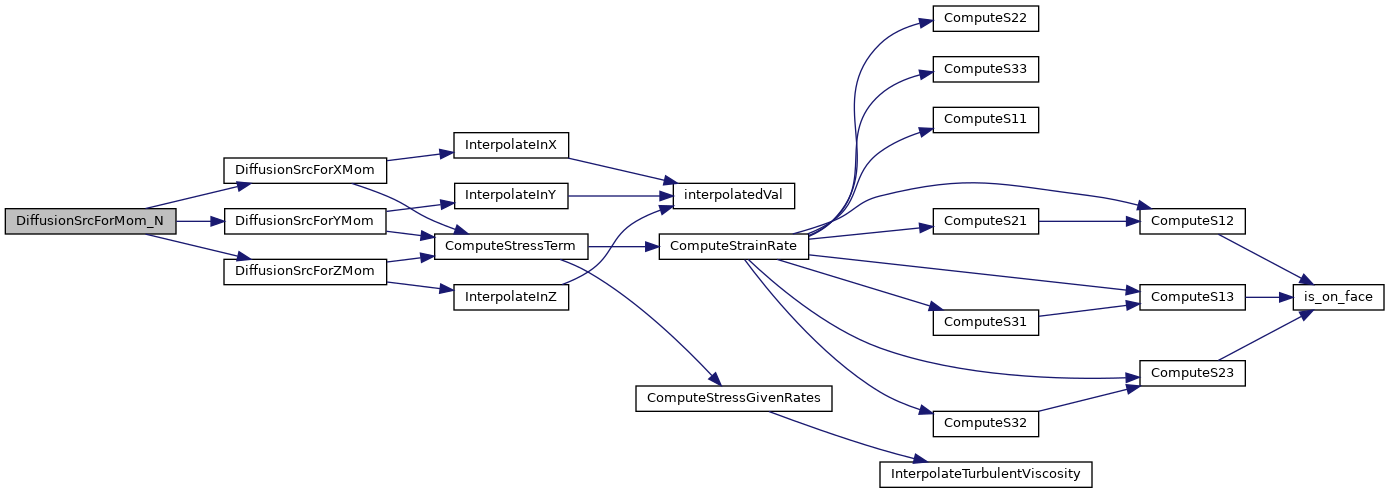 DiffusionSrcForMom_N
DiffusionSrcForXMom
DiffusionSrcForYMom
DiffusionSrcForZMom
InterpolateInX
InterpolateInY
ComputeStressTerm
InterpolateInZ
interpolatedVal
ComputeStrainRate
ComputeStressGivenRates
ComputeS22
ComputeS33
ComputeS11
ComputeS21
ComputeS31
ComputeS32
InterpolateTurbulentViscosity
ComputeS12
ComputeS13
ComputeS23
is_on_face